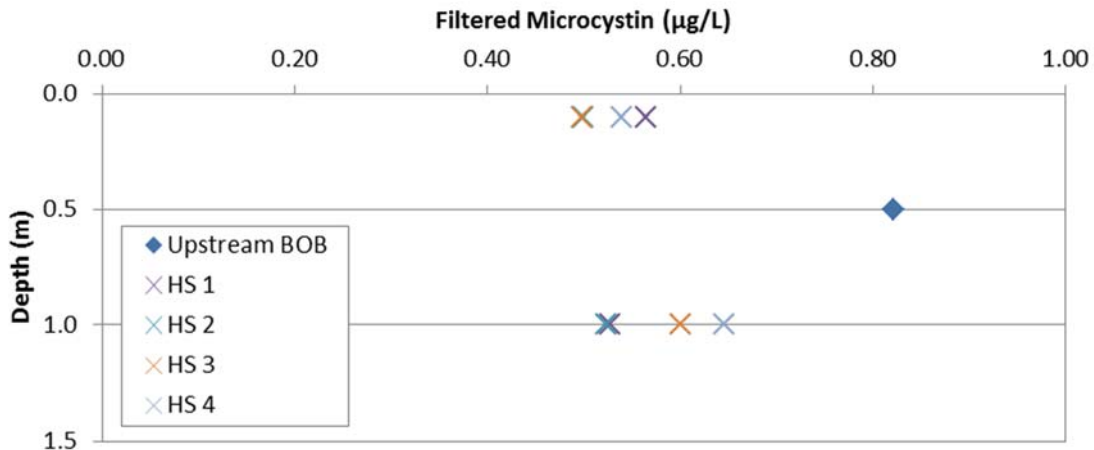 Filtered Microcystin (µg/L)
0.00 0.20 0.40 0.60 0.80 1.00
0.0
0.5
1.0
1.5
Depth (m)
Upstream BOB
HS 1
HS 2
HS 3
HS 4